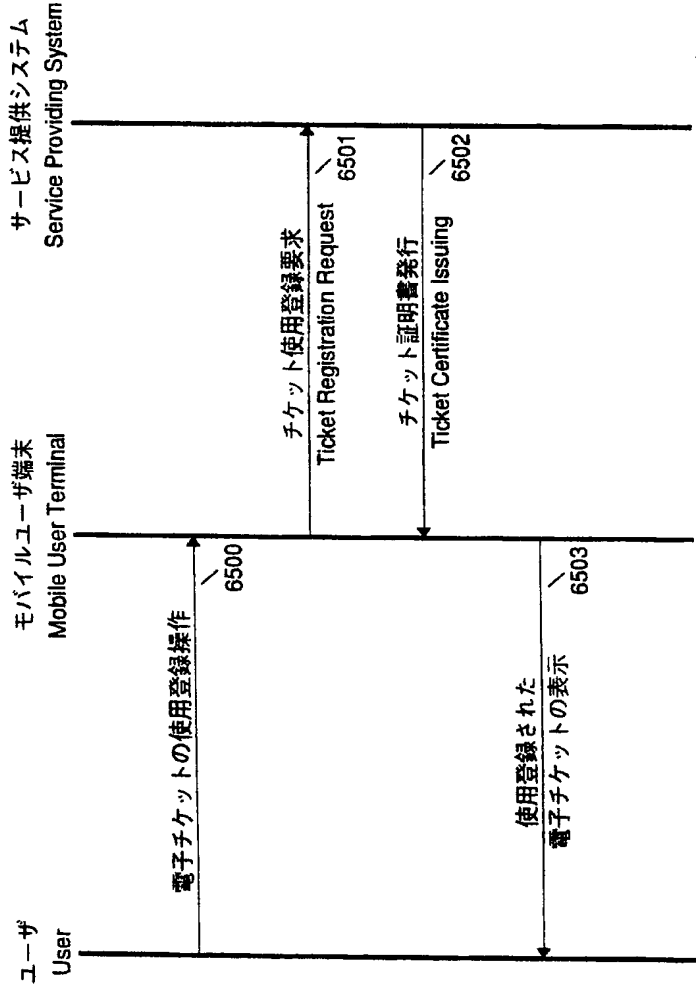 ユーザ
User
モバイルユーザ端末
Mobile User Terminal
サービス提供システム
Service Providing System
電子チケットの使用登録操作
6500
チケット使用登録要求
Ticket Registration Request
6501
チケット証明書発行
Ticket Certificate Issuing
6502
使用登録された
電子チケットの表示
6503